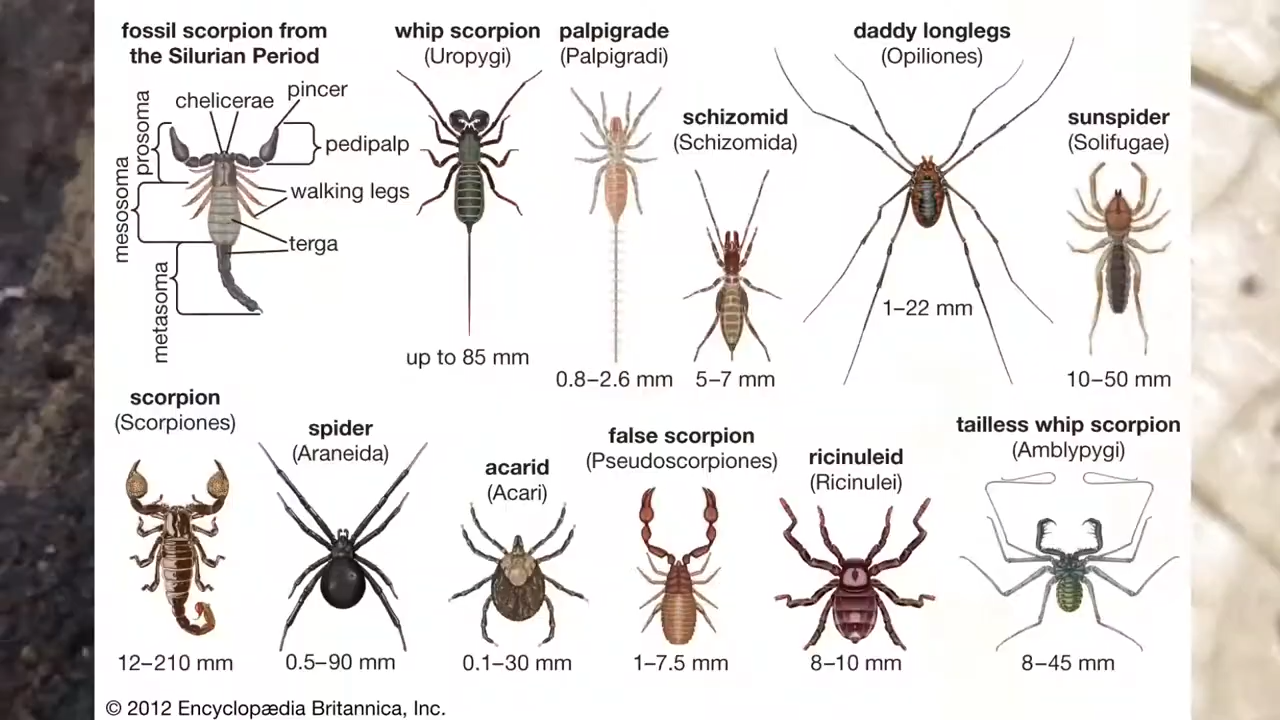 fossil scorpion from
the Silurian Period
chelicerae
pincer
prosoma
pedipalp
mesosoma
walking legs
terga
metasoma
whip scorpion
(Uropygi)
up to 85 mm
palpigrade
(Palpigradi)
0.8–2.6 mm
schizomid
(Schizomida)
5–7 mm
daddy longlegs
(Opiliones)
1–22 mm
sunspider
(Solifugae)
10–50 mm
scorpion
(Scorpiones)
12–210 mm
spider
(Araneida)
0.5–90 mm
acarid
(Acari)
0.1–30 mm
false scorpion
(Pseudoscorpiones)
1–7.5 mm
ricinuleid
(Ricinulei)
8–10 mm
tailless whip scorpion
(Amblypygi)
8–45 mm
© 2012 Encyclopædia Britannica, Inc.